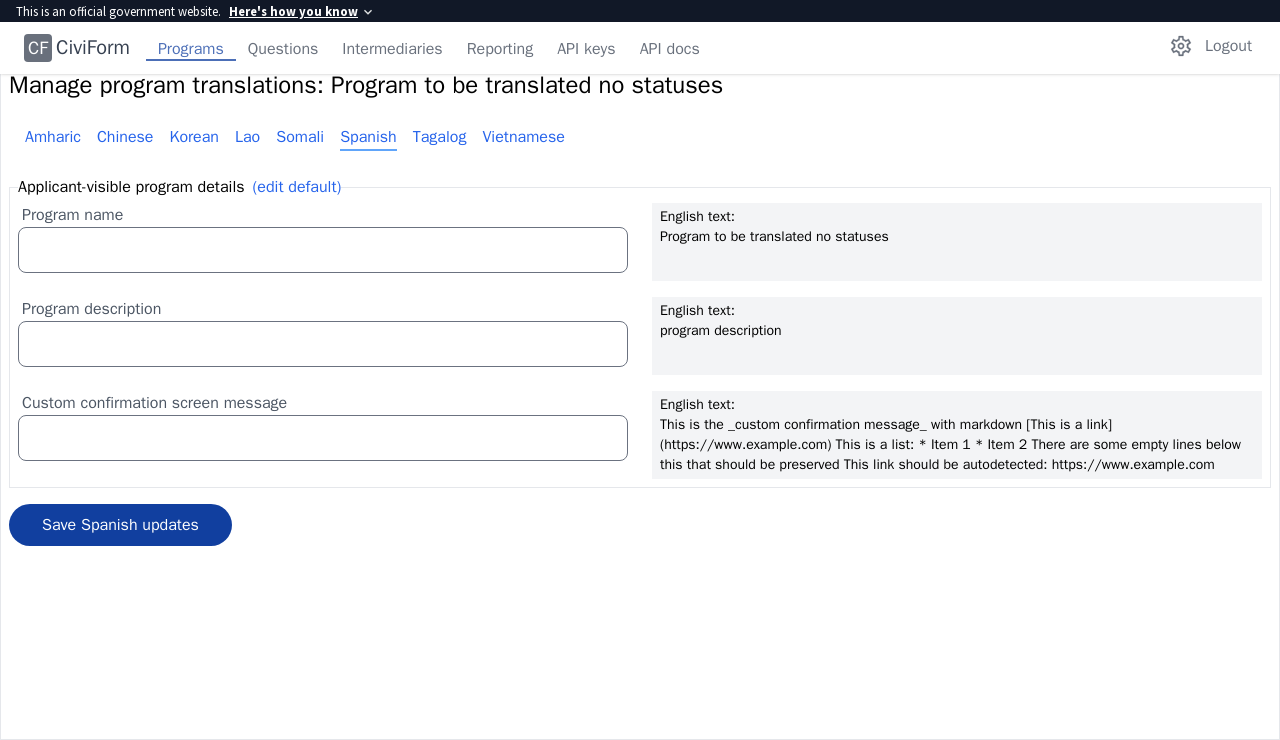 This is an official government website. Here's how you know
CF CiviForm Programs Questions Intermediaries Reporting API keys API docs Logout
Manage program translations: Program to be translated no statuses
Amharic Chinese Korean Lao Somali Spanish Tagalog Vietnamese
Applicant-visible program details (edit default)
Program name
English text:
Program to be translated no statuses
Program description
English text:
program description
Custom confirmation screen message
English text:
This is the _custom confirmation message_ with markdown [This is a link]
(https://www.example.com) This is a list: * Item 1 * Item 2 There are some empty lines below
this that should be preserved This link should be autodetected: https://www.example.com
Save Spanish updates